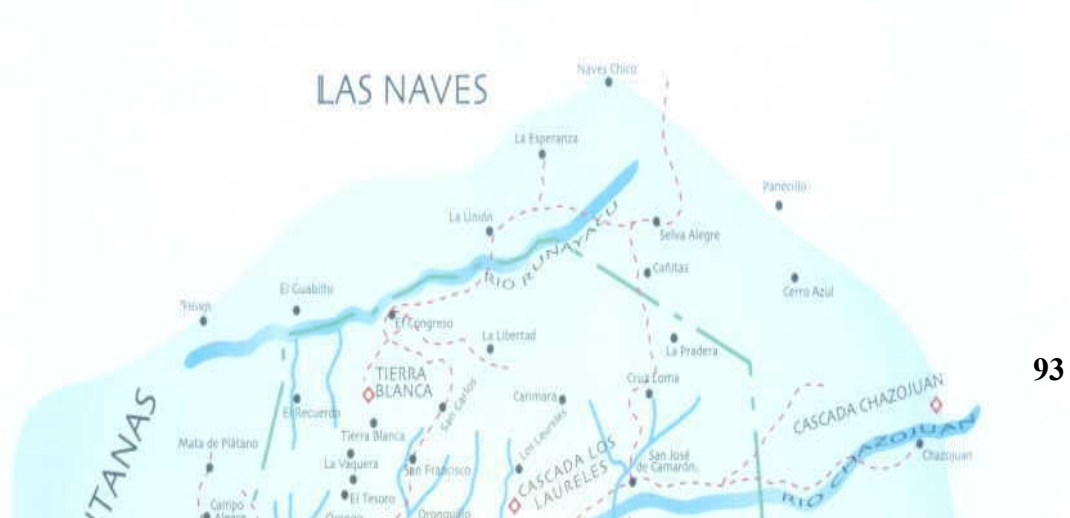 Naves Chico
LAS NAVES
La Esperanza
Panecillo
La Unión
Selva Alegre
RIO RUNAYACU
Cañitas
Cerro Azul
El Guabito
El Congreso
La Libertad
La Pradera
93
TIERRA
BLANCA
Cruz Loma
CASCADA CHAZOJUAN
San Carlos
El Recuerdo
Tierra Blanca
Los Laureles
Mata de Plátano
La Vaquera
San Francisco
CASCADA LOS
LAURELES
San José
de Camarón
RIO CHAZOJUAN
Chazojuan
El Tesoro
Campo
Alegre
TANAS